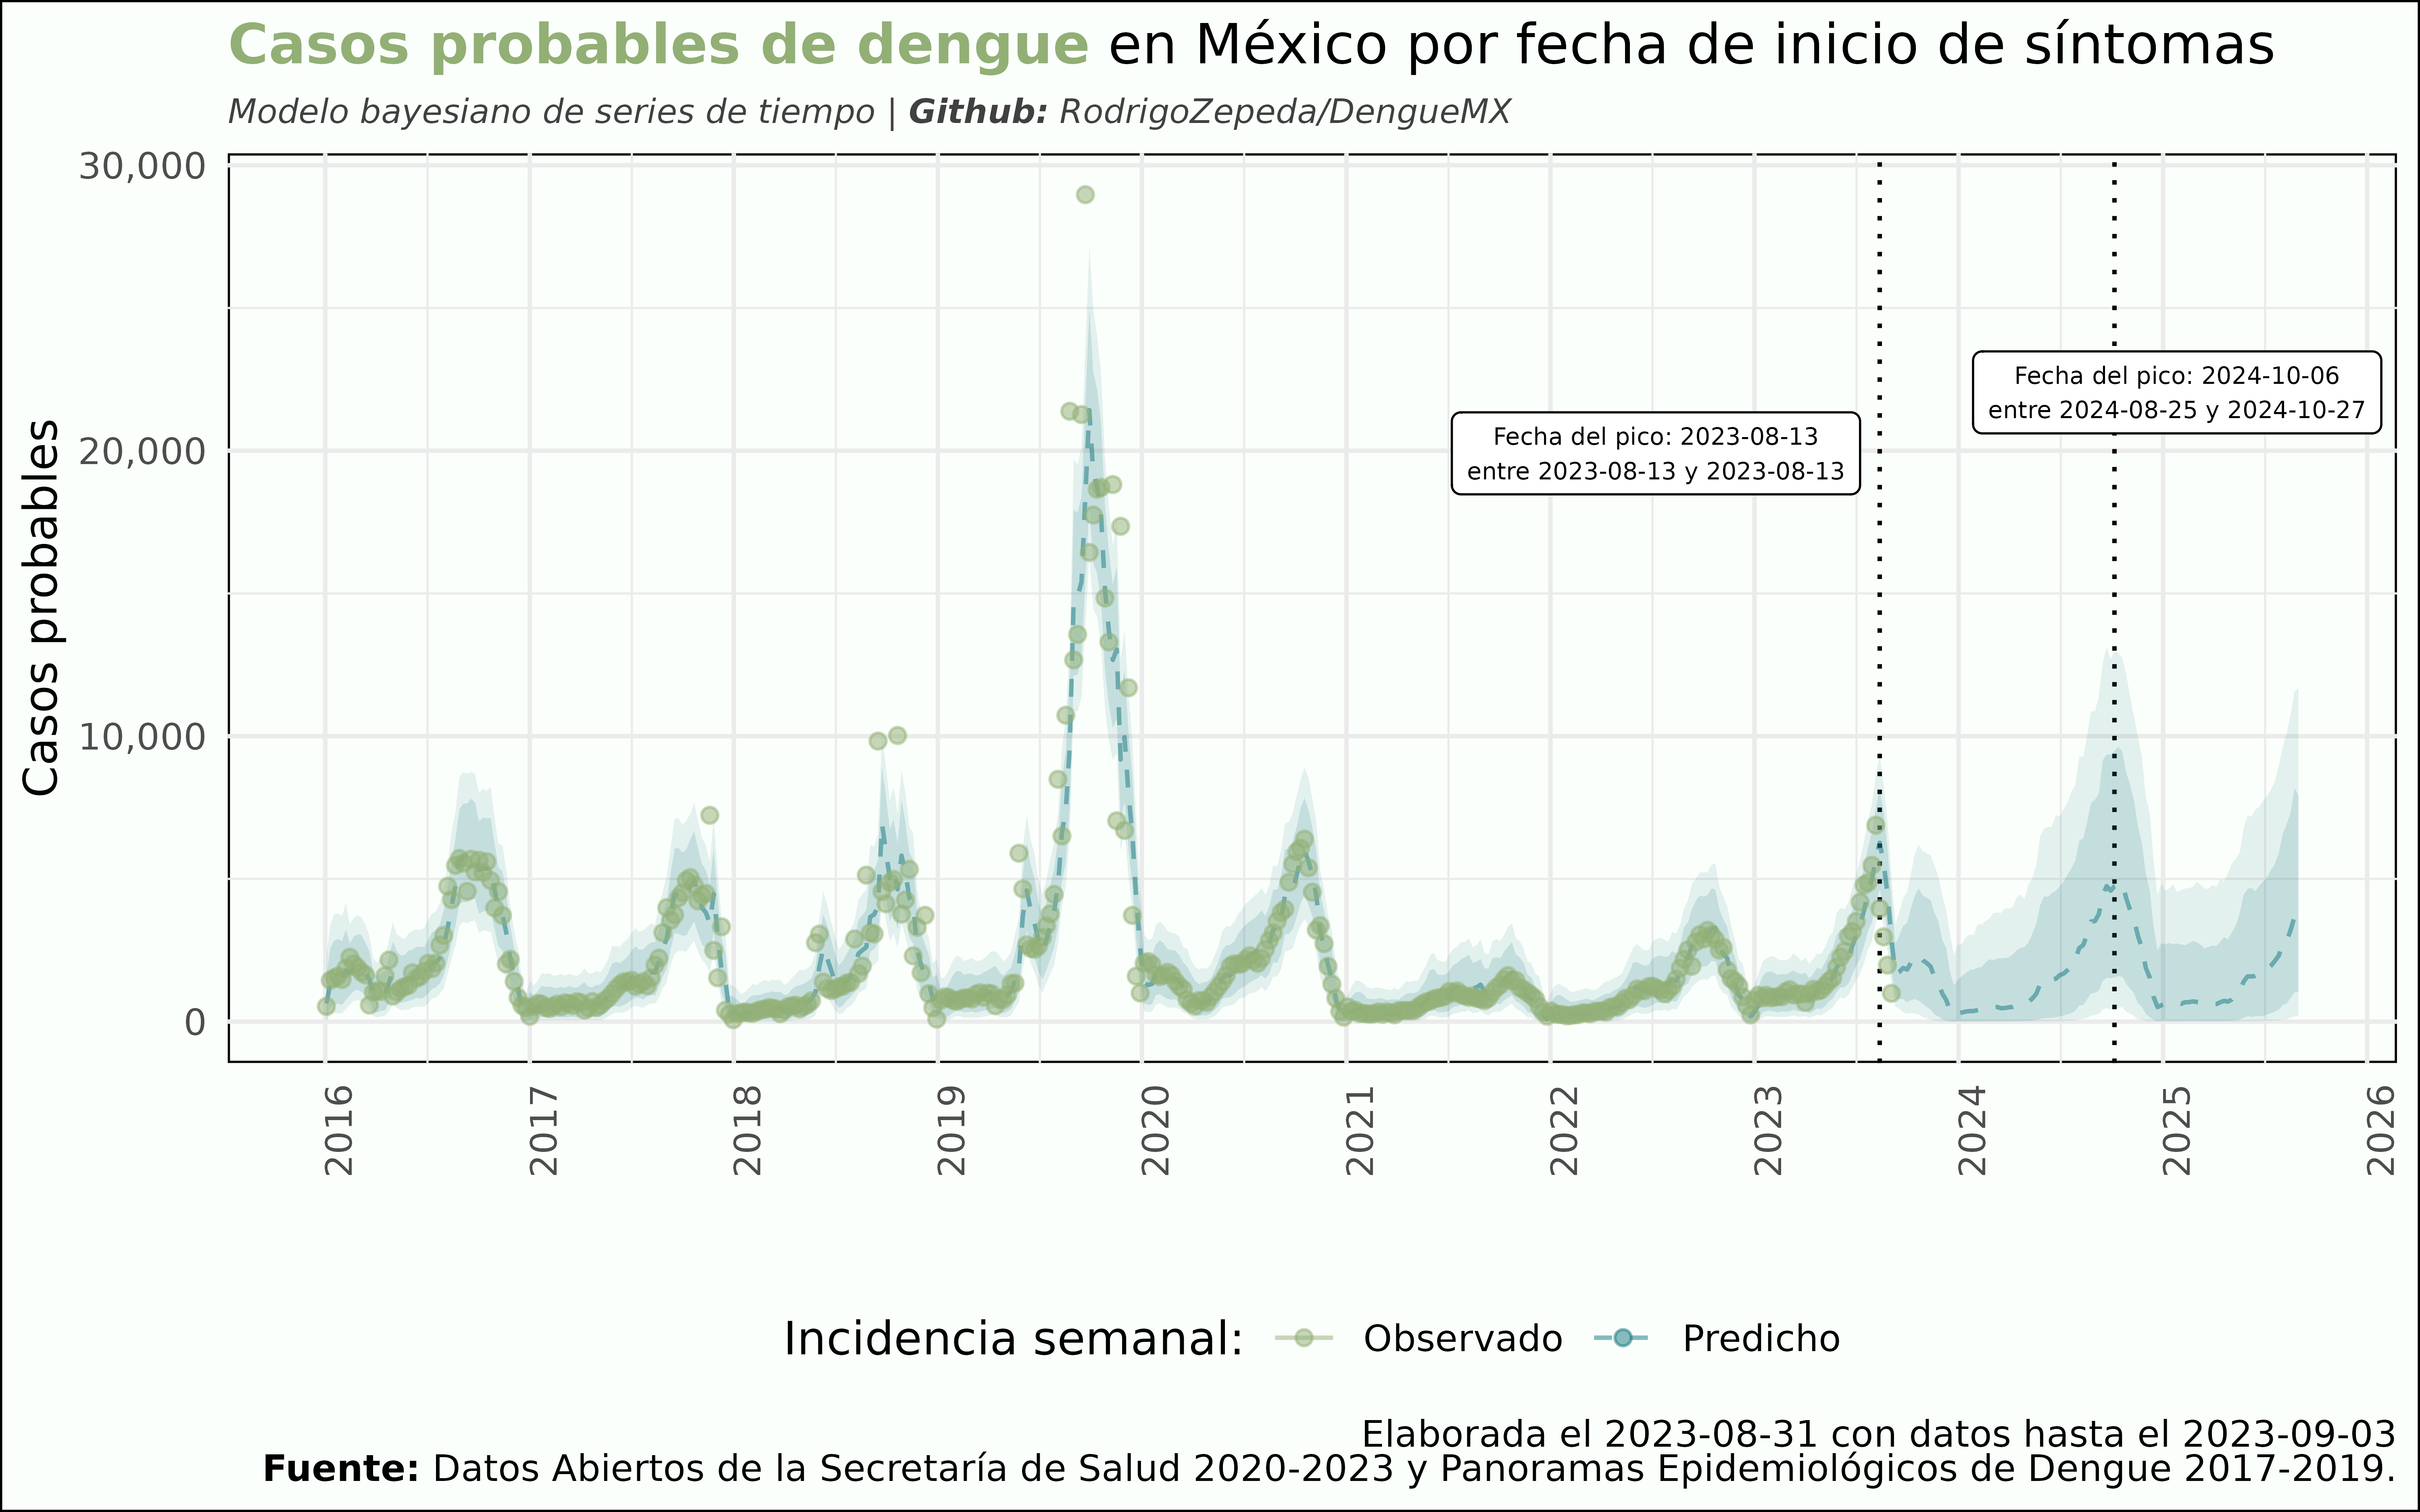 Casos probables de dengue en México por fecha de inicio de síntomas
Modelo bayesiano de series de tiempo | Github: RodrigoZepeda/DengueMX
Casos probables
30,000
20,000
10,000
0
Fecha del pico: 2023-08-13
entre 2023-08-13 y 2023-08-13
Fecha del pico: 2024-10-06
entre 2024-08-25 y 2024-10-27
2016
2017
2018
2019
2020
2021
2022
2023
2024
2025
2026
Incidencia semanal: Observado Predicho
Elaborada el 2023-08-31 con datos hasta el 2023-09-03
Fuente: Datos Abiertos de la Secretaría de Salud 2020-2023 y Panoramas Epidemiológicos de Dengue 2017-2019.